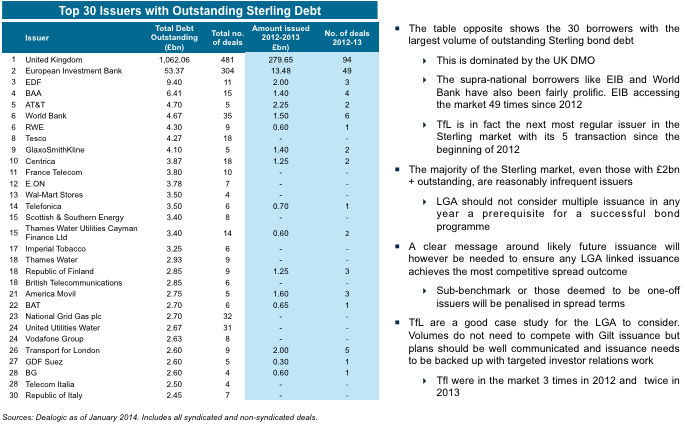 Top 30 Issuers with Outstanding Sterling Debt
Issuer Total Debt Outstanding (£bn) Total no. of deals Amount issued 2012-2013 £bn) No. of deals 2012-13
1 United Kingdom 1,062.06 481 279.65 94
2 European Investment Bank 53.37 304 13.48 49
3 EDF 9.40 11 2.00 3
4 BAA 6.41 15 1.40 4
5 AT&T 4.70 5 2.25 2
6 World Bank 4.67 35 1.50 6
6 RWE 4.30 9 0.60 1
8 Tesco 4.27 18 - -
9 GlaxoSmithKline 4.10 5 1.40 2
10 Centrica 3.87 18 1.25 2
11 France Telecom 3.80 10 - -
12 E.ON 3.78 7 - -
13 Wal-Mart Stores 3.50 4 - -
14 Telefonica 3.50 6 0.70 1
15 Scottish & Southern Energy 3.40 8 - -
15 Thames Water Utilities Cayman Finance Ltd 3.40 14 0.60 2
17 Imperial Tobacco 3.25 6 - -
18 Thames Water 2.93 9 - -
18 Republic of Finland 2.85 9 1.25 3
18 British Telecommunications 2.85 6 - -
21 America Movil 2.75 5 1.60 3
22 BAT 2.70 6 0.65 1
23 National Grid Gas plc 2.70 32 - -
24 United Utilities Water 2.67 31 - -
24 Vodafone Group 2.63 8 - -
26 Transport for London 2.60 9 2.00 5
27 GDF Suez 2.60 5 0.30 1
28 BG 2.60 4 0.60 1
28 Telecom Italia 2.50 4 - -
30 Republic of Italy 2.45 7 - -
Sources: Dealogic as of January 2014. Includes all syndicated and non-syndicated deals.
The table opposite shows the 30 borrowers with the
largest volume of outstanding Sterling bond debt
This is dominated by the UK DMO
The supra-national borrowers like EIB and World
Bank have also been fairly prolific. EIB accessing
the market 49 times since 2012
TfL is in fact the next most regular issuer in the
Sterling market with its 5 transaction since the
beginning of 2012
The majority of the Sterling market, even those with £2bn
+ outstanding, are reasonably infrequent issuers
LGA should not consider multiple issuance in any
year a prerequisite for a successful bond
programme
A clear message around likely future issuance will
however be needed to ensure any LGA linked issuance
achieves the most competitive spread outcome
Sub-benchmark or those deemed to be one-off
issuers will be penalised in spread terms
TfL are a good case study for the LGA to consider.
Volumes do not need to compete with Gilt issuance but
plans should be well communicated and issuance needs
to be backed up with targeted investor relations work
Tfl were in the market 3 times in 2012 and twice in
2013